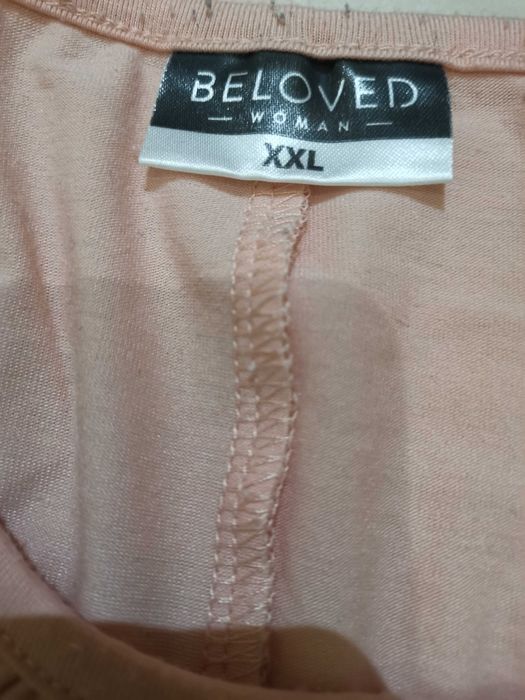 BELOVED
— WOMAN —
XXL